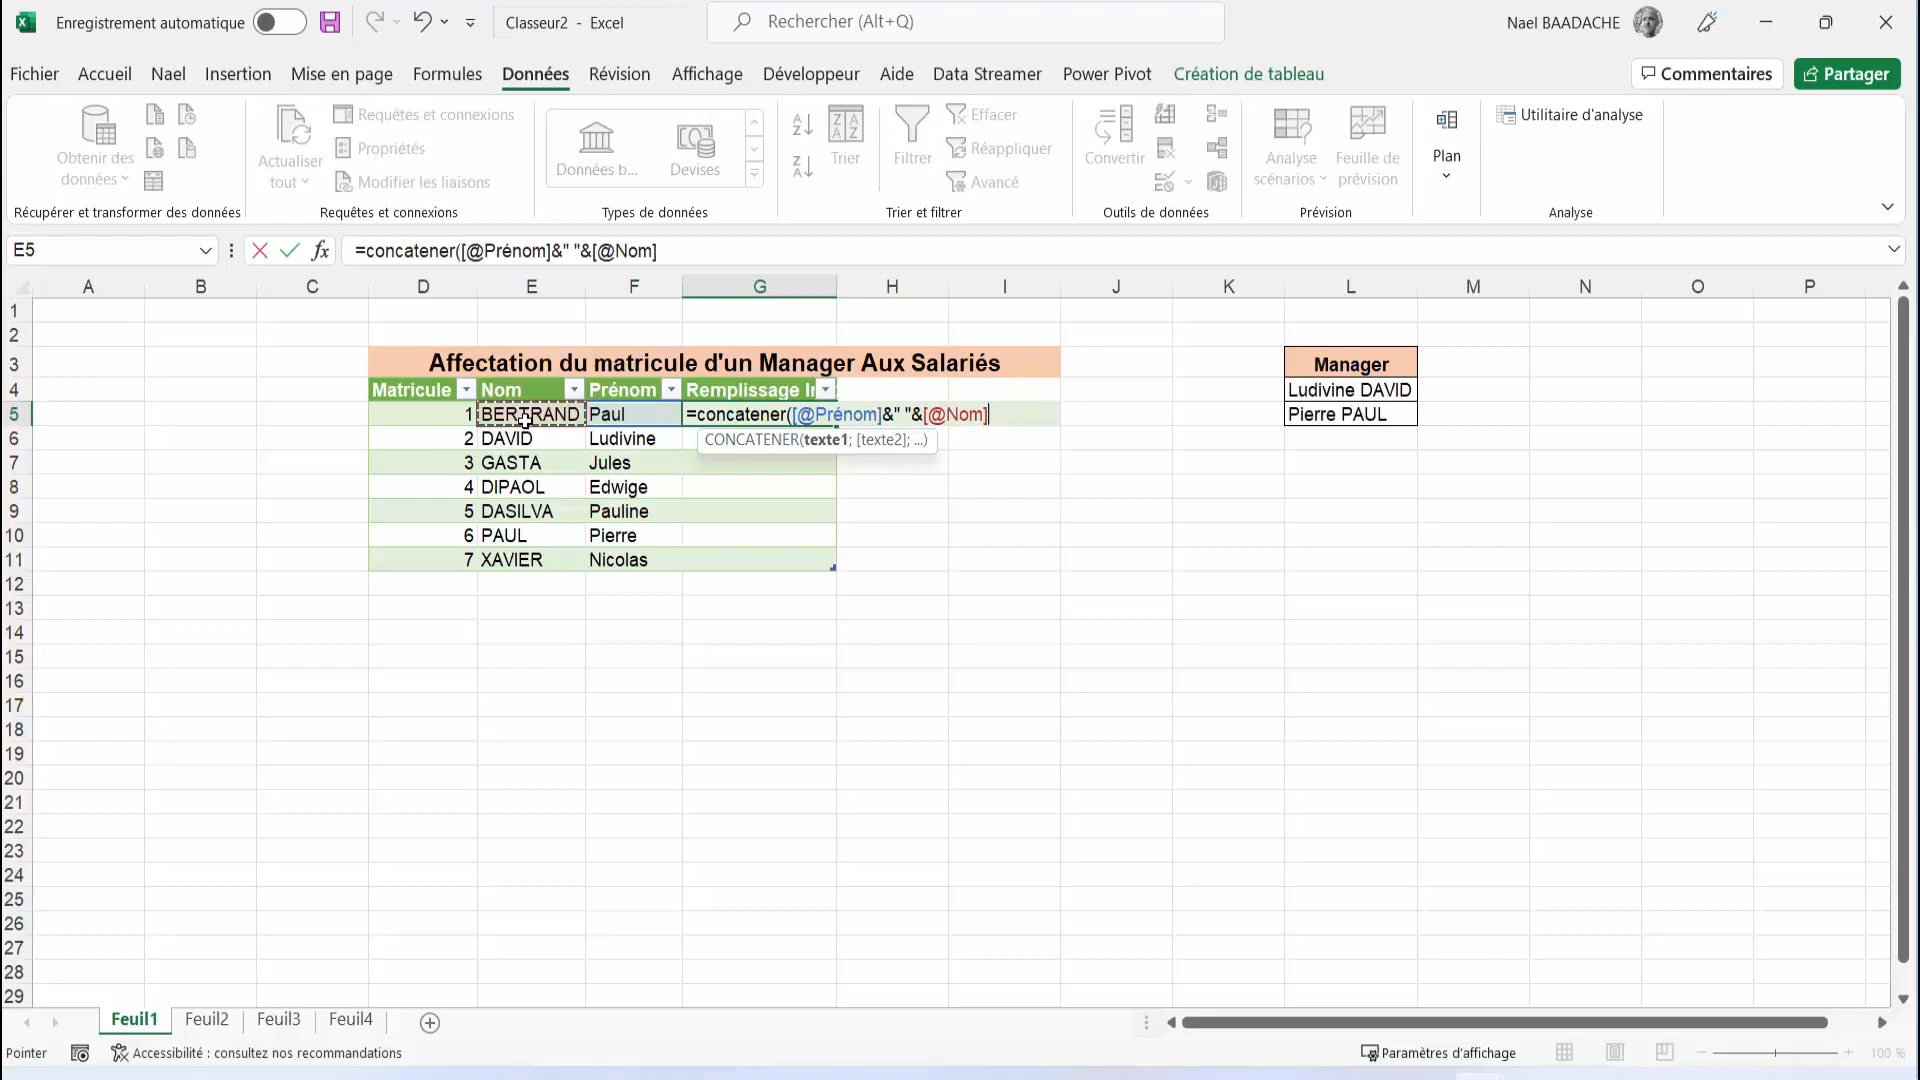 Enregistrement automatique
Classeur2 - Excel
Rechercher (Alt+Q)
Nael BAADACHE
Fichier Accueil Nael Insertion Mise en page Formules Données Révision Affichage Développeur Aide Data Streamer Power Pivot Création de tableau
Commentaires
Partager
Obtenir des
données
Récupérer et transformer des données
Actualiser
tout
Requêtes et connexions
Propriétés
Modifier les liaisons
Requêtes et connexions
Données b...
Devises
Types de données
Trier
Filtrer
Effacer
Réappliquer
Avancé
Trier et filtrer
Convertir
Outils de données
Analyse
scénarios
Feuille de
prévision
Prévision
Plan
Utilitaire d'analyse
Analyse
E5
fx
=concatener([@Prénom]&" "&[@Nom]
A B C D E F G H I J K L M N O P
1
2
3 Affectation du matricule d'un Manager Aux Salariés Manager
4 Matricule Nom Prénom Remplissage Ludivine DAVID
5 1 BERTRAND Paul =concatener([@Prénom]&" "&[@Nom] Pierre PAUL
CONCATENER(texte1; [texte2]; ...)
6 2 DAVID Ludivine
7 3 GASTA Jules
8 4 DIPAOL Edwige
9 5 DASILVA Pauline
10 6 PAUL Pierre
11 7 XAVIER Nicolas
12
13
14
15
16
17
18
19
20
21
22
23
24
25
26
27
28
29
Feuil1 Feuil2 Feuil3 Feuil4
Pointer
Accessibilité : consultez nos recommandations
Paramètres d'affichage
100 %